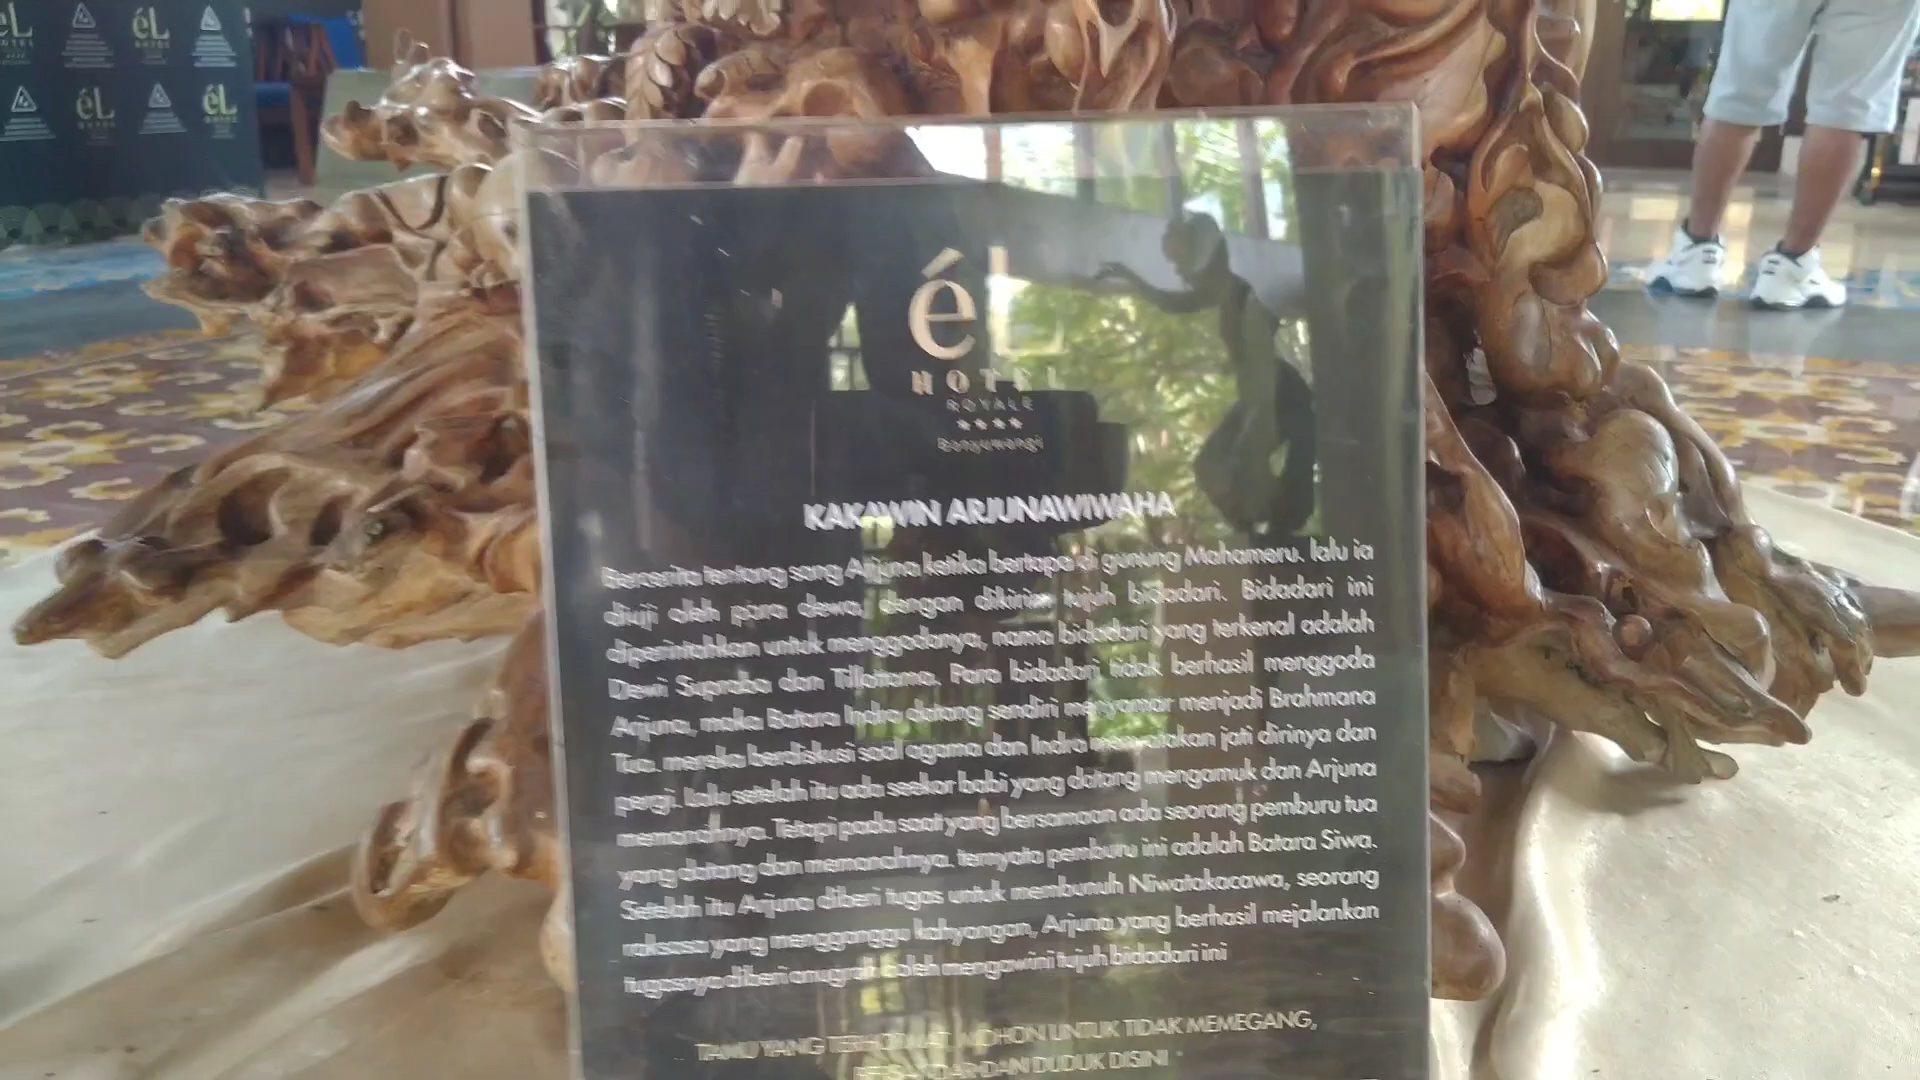 éL
HOTEL
ROYALE
Banyuwangi
KAKAWIN ARJUNAWIWAHA
Bercerita tentang sang Arjuna ketika bertapa di gunung Mahameru. lalu ia
diuji oleh para dewa, dengan dikirim tujuh bidadari. Bidadari ini
diperintahkan untuk menggodanya, nama bidadari yang terkenal adalah
Dewi Supraba dan Tillottama. Para bidadari tidak berhasil menggoda
Arjuna, maka Batara Indra datang sendiri menyamar menjadi Brahmana
Tua. mereka berdiskusi soal agama dan Indra menyatakan jati dirinya dan
pergi. Lalu setelah itu ada seekor babi yang datang mengamuk dan Arjuna
memanahnya. Tetapi pada saat yang bersamaan ada seorang pemburu tua
yang datang dan memanahnya. ternyata pemburu ini adalah Batara Siwa.
Setelah itu Arjuna diberi tugas untuk membunuh Niwatakacawa, seorang
raksasa yang mengganggu kahyangan, Arjuna yang berhasil mejalankan
tugasnya diberi anugrah boleh mengawini tujuh bidadari ini
TAMU YANG TERHORMAT, MOHON UNTUK TIDAK MEMEGANG,
BERSANDAR DAN DUDUK DISINI